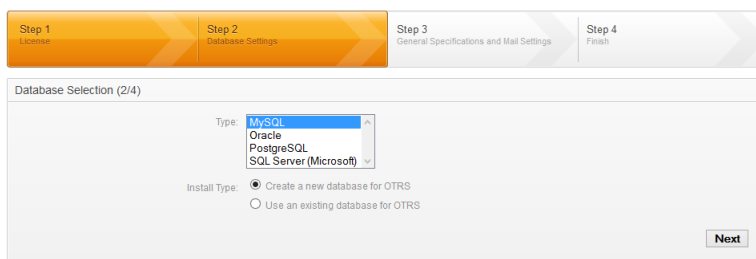 Step 1
License
Step 2
Database Settings
Step 3
General Specifications and Mail Settings
Step 4
Finish
Database Selection (2/4)
Type:
MySQL
Oracle
PostgreSQL
SQL Server (Microsoft)
Install Type:
Create a new database for OTRS
Use an existing database for OTRS
Next